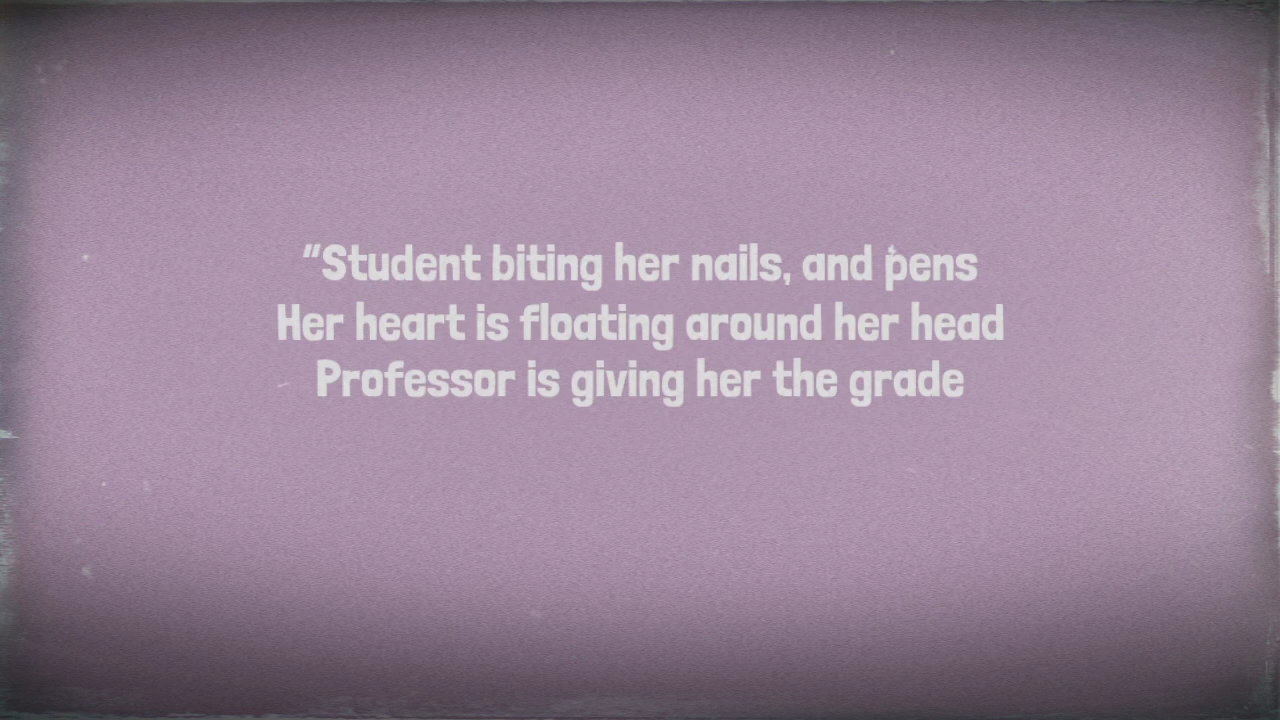 "Student biting her nails, and pens
Her heart is floating around her head
Professor is giving her the grade